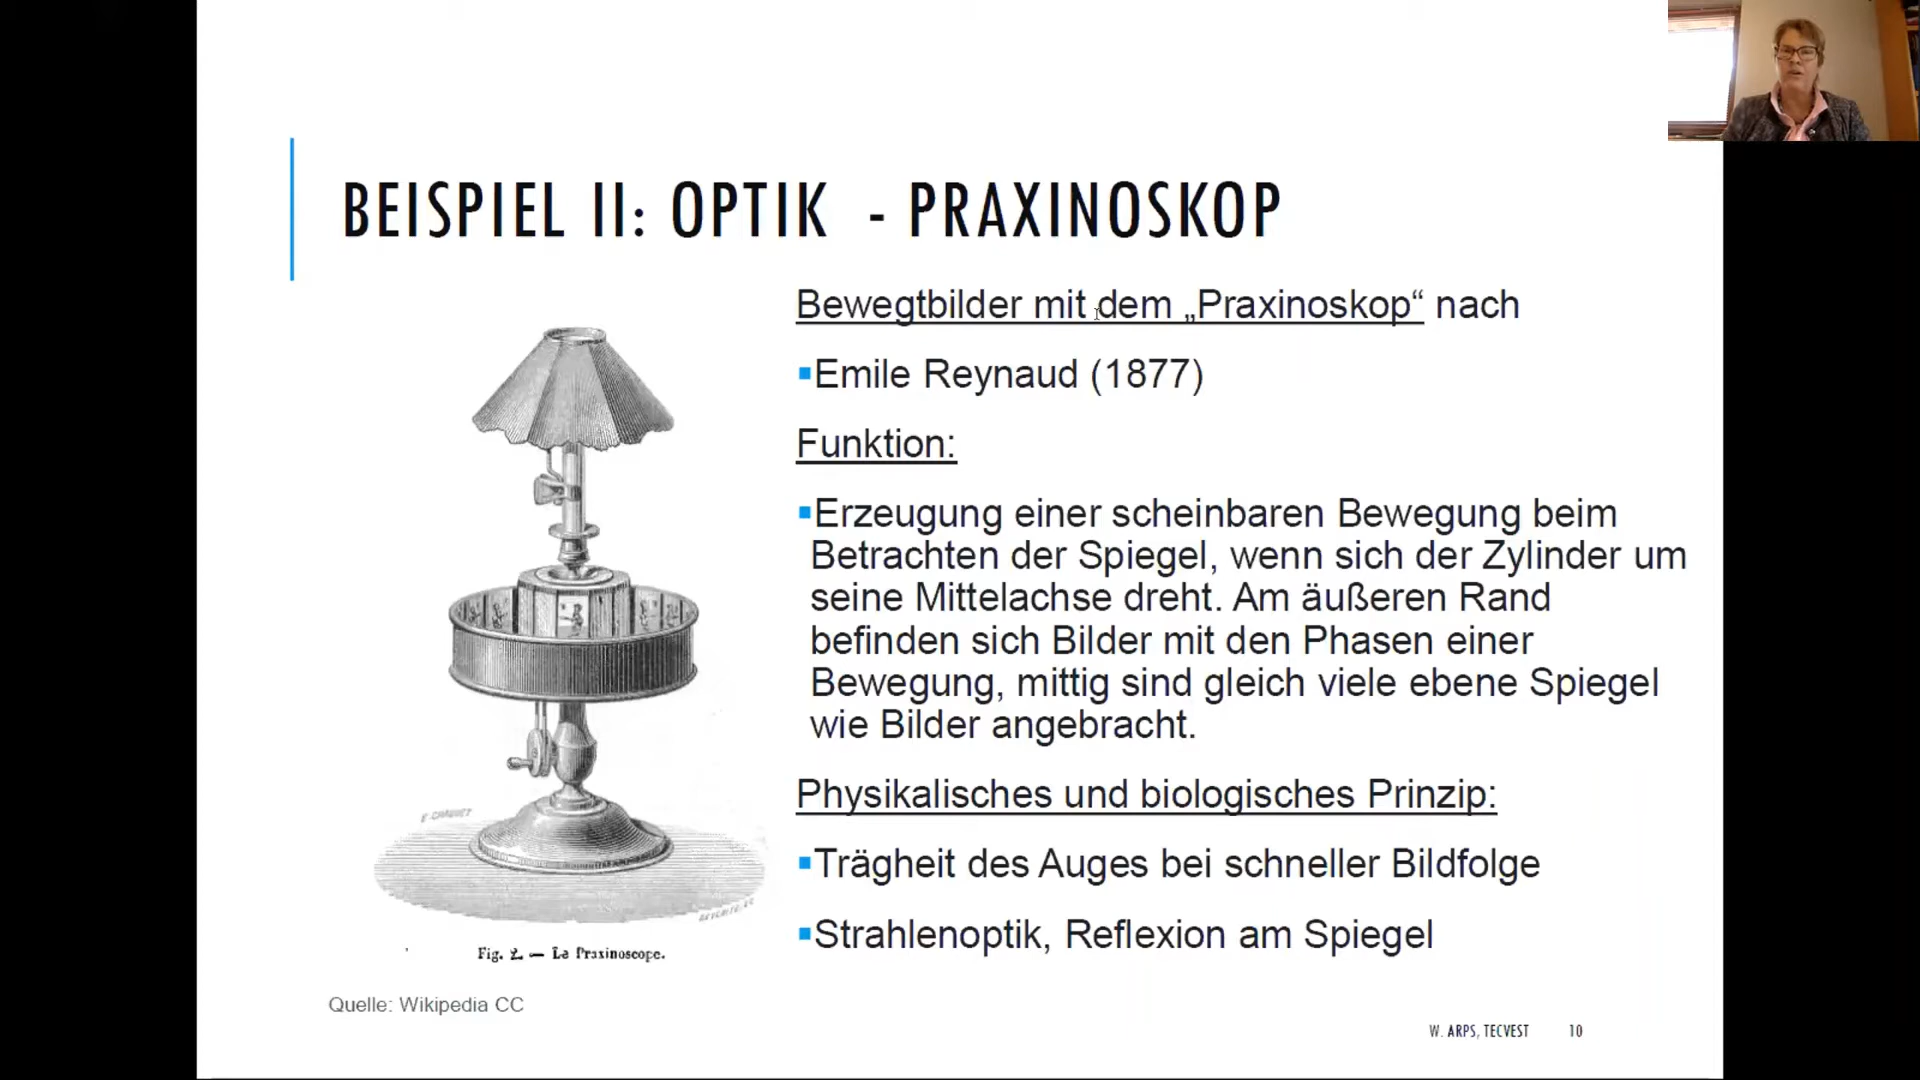 BEISPIEL II: OPTIK - PRAXINOSKOP
Bewegtbilder mit dem „Praxinoskop“ nach
▪Emile Reynaud (1877)
Funktion:
▪Erzeugung einer scheinbaren Bewegung beim
Betrachten der Spiegel, wenn sich der Zylinder um
seine Mittelachse dreht. Am äußeren Rand
befinden sich Bilder mit den Phasen einer
Bewegung, mittig sind gleich viele ebene Spiegel
wie Bilder angebracht.
Physikalisches und biologisches Prinzip:
▪Trägheit des Auges bei schneller Bildfolge
▪Strahlenoptik, Reflexion am Spiegel
Fig. 2. — Le Praxinoscope.
Quelle: Wikipedia CC
W. ARPS, TECVEST 10